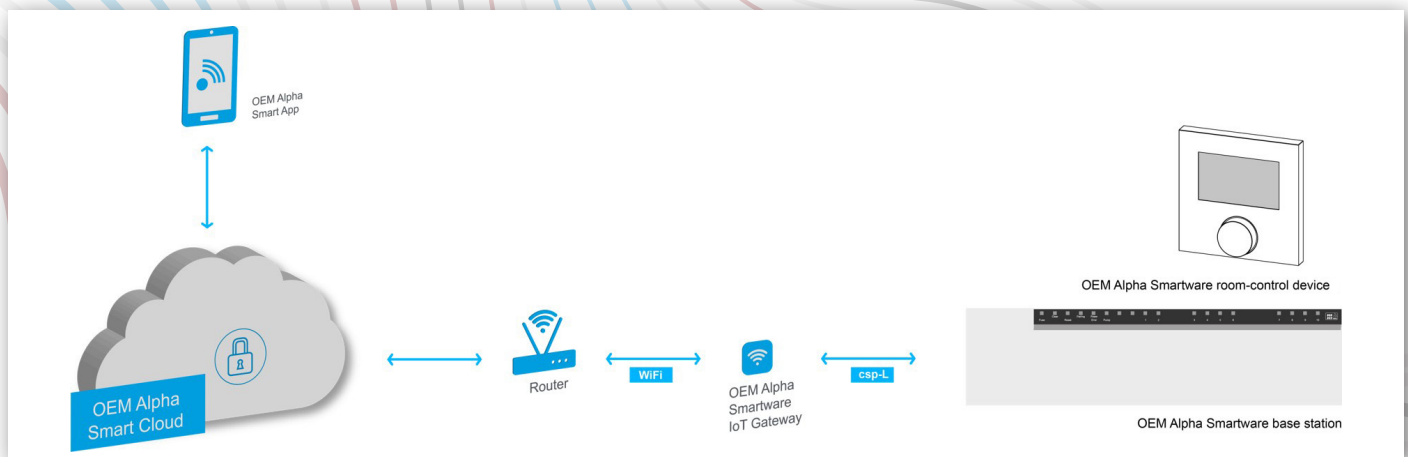 OEM Alpha
Smart App
OEM Alpha
Smart Cloud
Router
WiFi
OEM Alpha
Smartware
IoT Gateway
csp-L
OEM Alpha Smartware room-control device
OEM Alpha Smartware base station